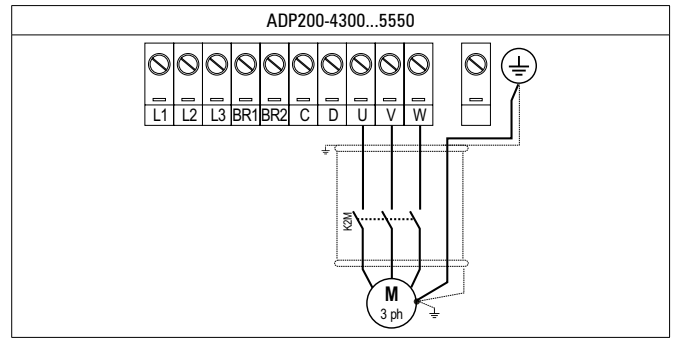 ADP200-4300...5550
L1 L2 L3 BR1 BR2 C D U V W
K2M
M
3 ph